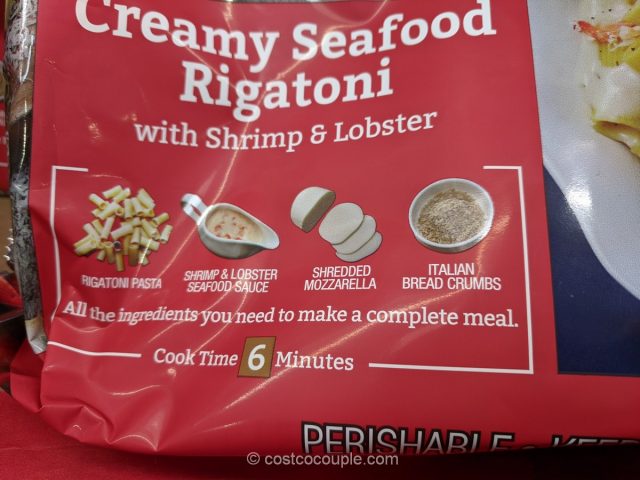 Creamy Seafood
Rigatoni
with Shrimp & Lobster
RIGATONI PASTA
SHRIMP & LOBSTER
SEAFOOD SAUCE
SHREDDED
MOZZARELLA
ITALIAN
BREAD CRUMBS
All the ingredients you need to make a complete meal.
Cook Time 6 Minutes
PERISHABLE
© costcocouple.com